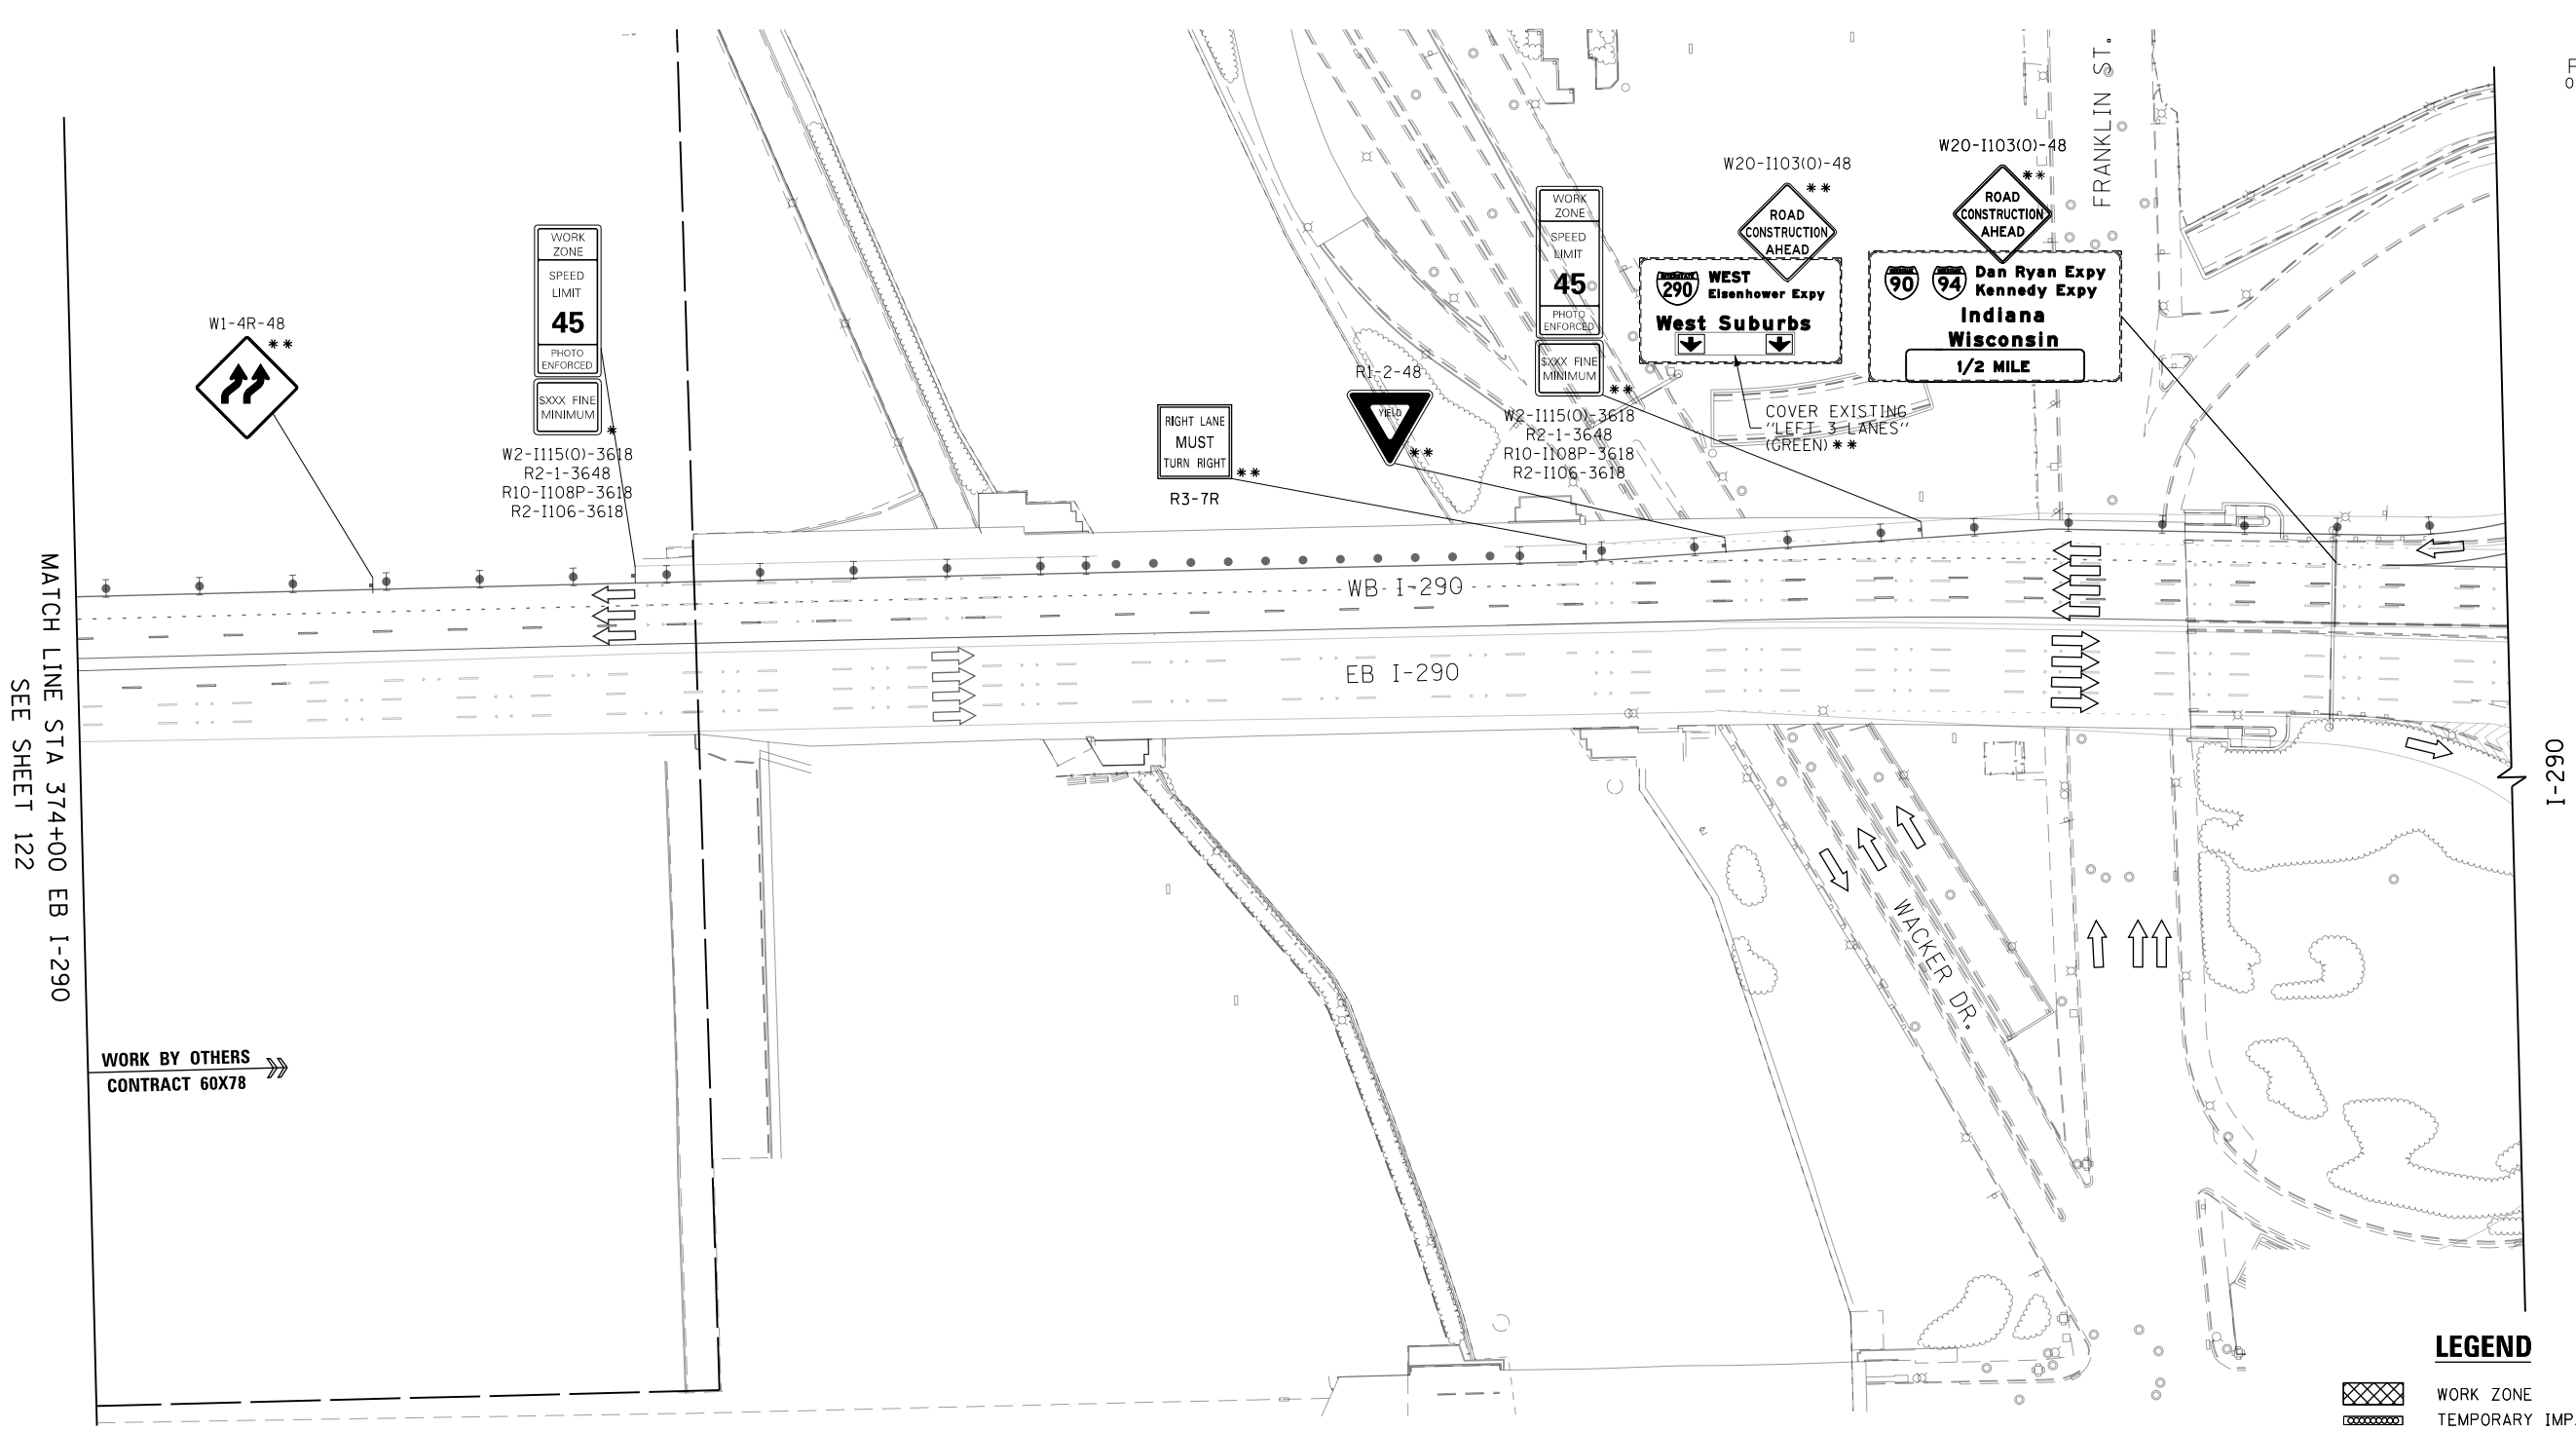 FRANKLIN ST.
W20-I103(O)-48
**
ROAD
CONSTRUCTION
AHEAD
W20-I103(O)-48
**
ROAD
CONSTRUCTION
AHEAD
WORK
ZONE
SPEED
LIMIT
45
PHOTO
ENFORCED
$XXX FINE
MINIMUM
**
W2-I115(O)-3618
R2-1-3648
R10-I108P-3618
R2-I106-3618
INTERSTATE
290
WEST
Eisenhower Expy
West Suburbs
COVER EXISTING
"LEFT 3 LANES"
(GREEN) **
90 94 Dan Ryan Expy
Kennedy Expy
Indiana
Wisconsin
1/2 MILE
WORK
ZONE
SPEED
LIMIT
45
PHOTO
ENFORCED
$XXX FINE
MINIMUM
*
W2-I115(O)-3618
R2-1-3648
R10-I108P-3618
R2-I106-3618
W1-4R-48
**
R1-2-48
YIELD
**
RIGHT LANE
MUST
TURN RIGHT
**
R3-7R
WB I-290
EB I-290
MATCH LINE STA 374+00 EB I-290
SEE SHEET 122
I-290
WACKER DR.
WORK BY OTHERS
CONTRACT 60X78
LEGEND
WORK ZONE
TEMPORARY IMP